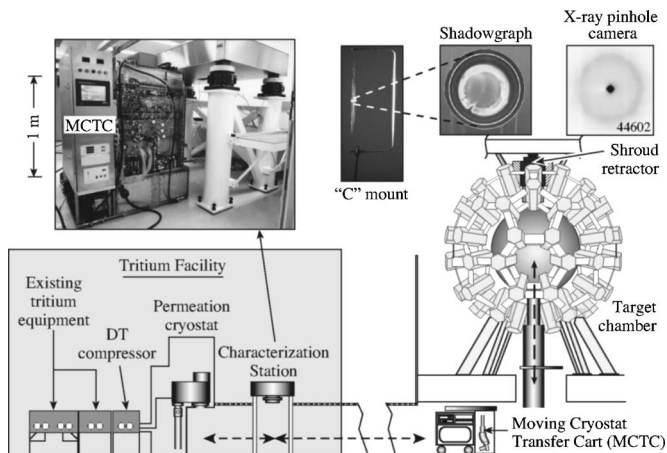 Shadowgraph
X-ray pinhole
camera
1 m
MCTC
44602
"C" mount
Shroud
retractor
Tritium Facility
Existing
tritium
equipment
Permeation
cryostat
DT
compressor
Characterization
Station
Target
chamber
Moving Cryostat
Transfer Cart (MCTC)